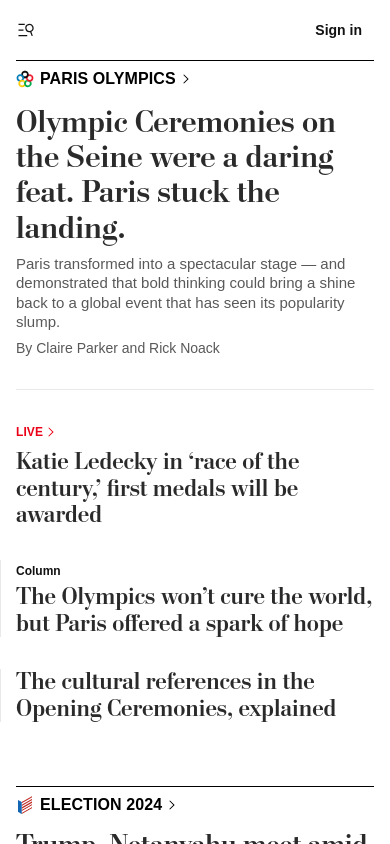 Sign in
PARIS OLYMPICS
Olympic Ceremonies on
the Seine were a daring
feat. Paris stuck the
landing.
Paris transformed into a spectacular stage — and
demonstrated that bold thinking could bring a shine
back to a global event that has seen its popularity
slump.
By Claire Parker and Rick Noack
LIVE
Katie Ledecky in ‘race of the
century,’ first medals will be
awarded
Column
The Olympics won’t cure the world,
but Paris offered a spark of hope
The cultural references in the
Opening Ceremonies, explained
ELECTION 2024
Trump, Netanyahu meet amid